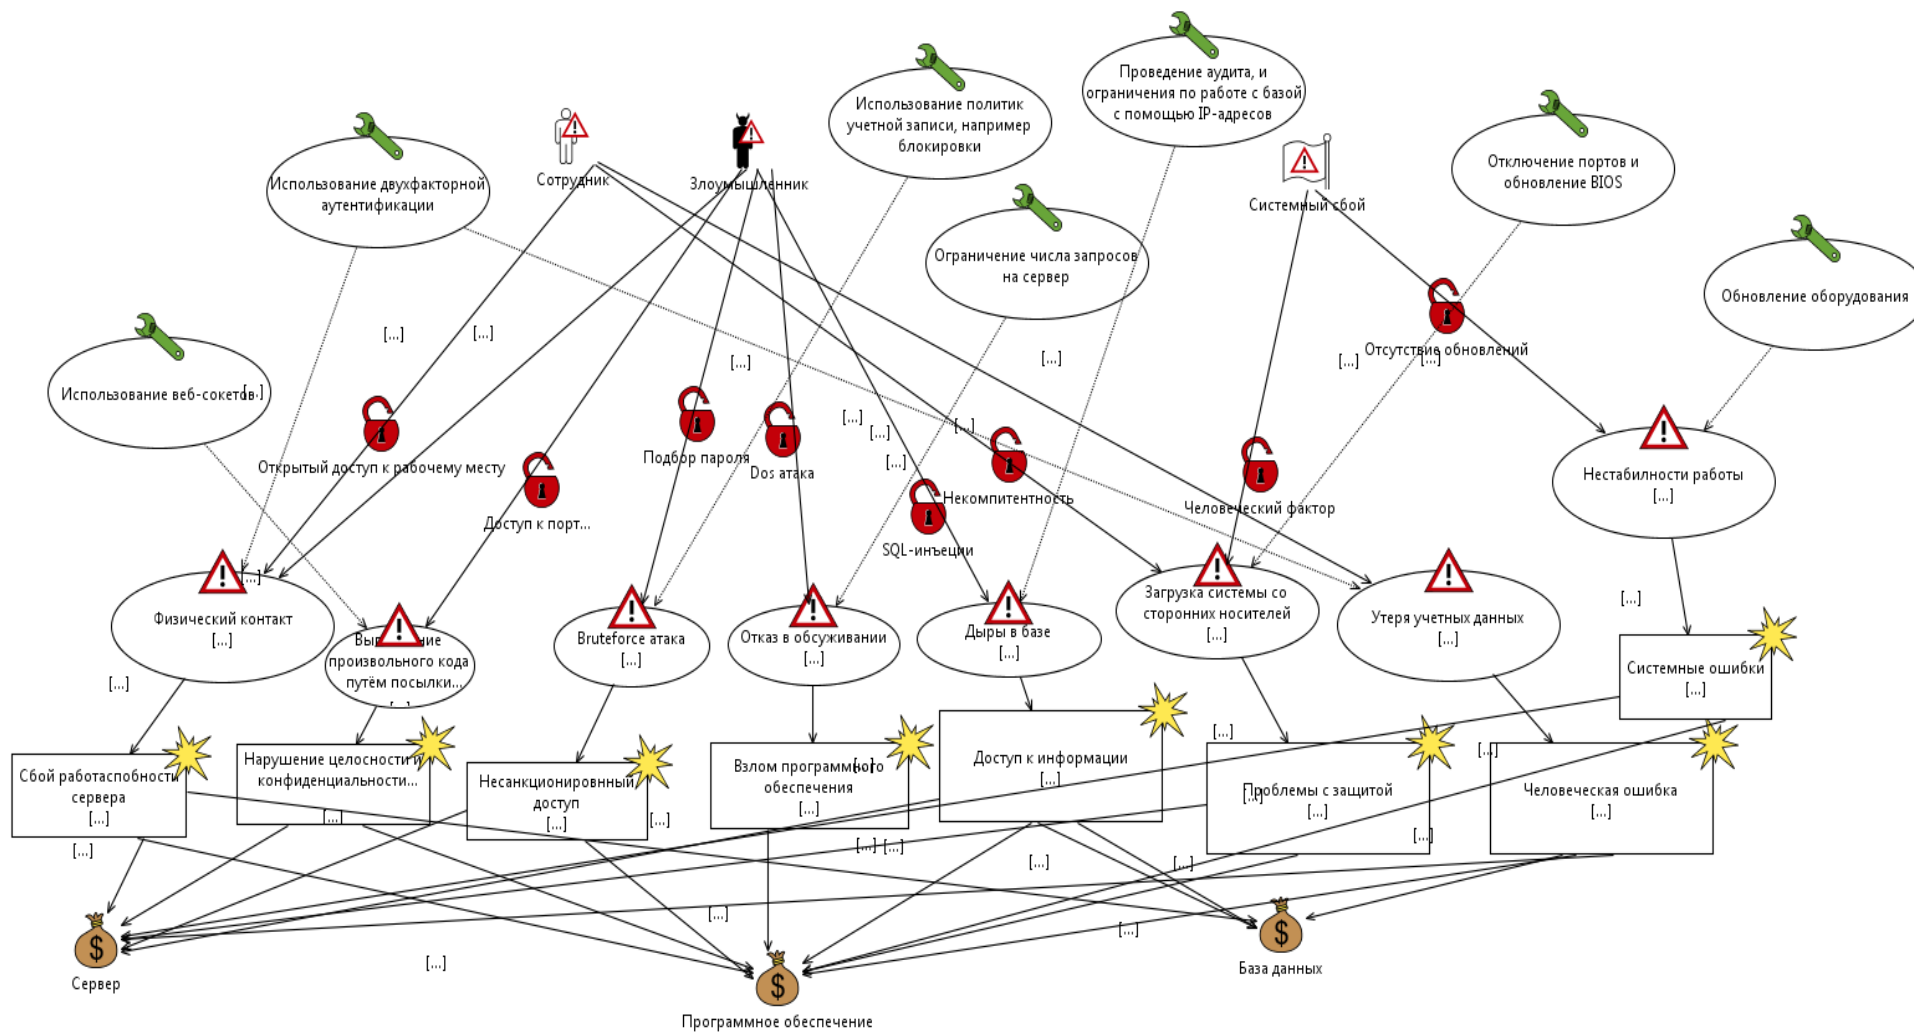 Проведение аудита, и
ограничения по работе с базой
с помощью IP-адресов
Использование политик
учетной записи, например
блокировки
Отключение портов и
обновление BIOS
Использование двухфакторной
аутентификации
Сотрудник
Злоумышленник
Системный сбой
Ограничение числа запросов
на сервер
Обновление оборудования
[...]
[...]
[...]
[...]
[...]
[...]
Отсутствие обновлений
Использование веб-сокетов
[...]
[...]
[...]
[...]
[...]
Открытый доступ к рабочему месту
Подбор пароля
Dos атака
Некомпитентность
Человеческий фактор
Нестабилности работы
[...]
Доступ к порт...
SQL-инъеции
[...]
Физический контакт
[...]
произвольного кода
путём посылки...
[...]
Bruteforce атака
[...]
Отказ в обсуживании
[...]
Дыры в базе
[...]
Загрузка системы со
сторонних носителей
[...]
Утеря учетных данных
[...]
[...]
Системные ошибки
[...]
[...]
[...]
[...]
Сбой работаспобности
сервера
[...]
Нарушение целосности и
конфиденциальности...
[...]
Несанкционировнный
доступ
[...]
[...]
Взлом программного
обеспечения
[...]
[...]
Доступ к информации
[...]
Проблемы с защитой
[...]
[...]
Человеческая ошибка
[...]
[...]
[...]
[...]
[...]
[...]
[...]
[...]
[...]
[...]
Сервер
Программное обеспечение
База данных